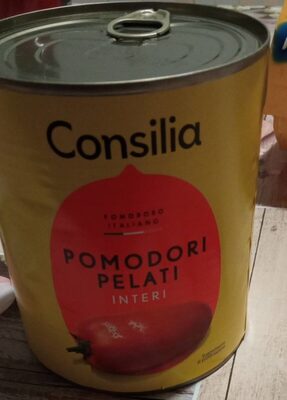 Consilia
POMODORO
ITALIANO
POMODORI
PELATI
INTERI